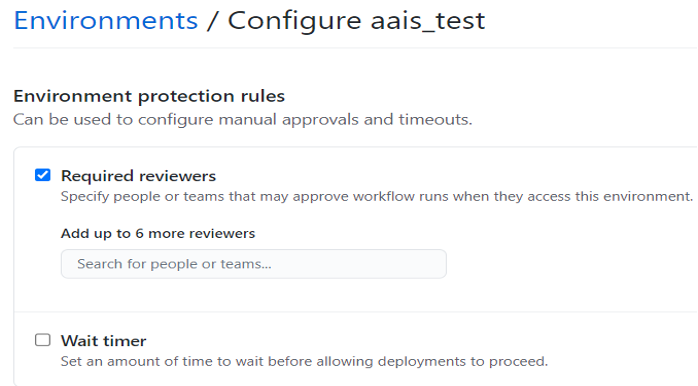 Environments / Configure aais_test
Environment protection rules
Can be used to configure manual approvals and timeouts.
Required reviewers
Specify people or teams that may approve workflow runs when they access this environment.
Add up to 6 more reviewers
Search for people or teams...
Wait timer
Set an amount of time to wait before allowing deployments to proceed.